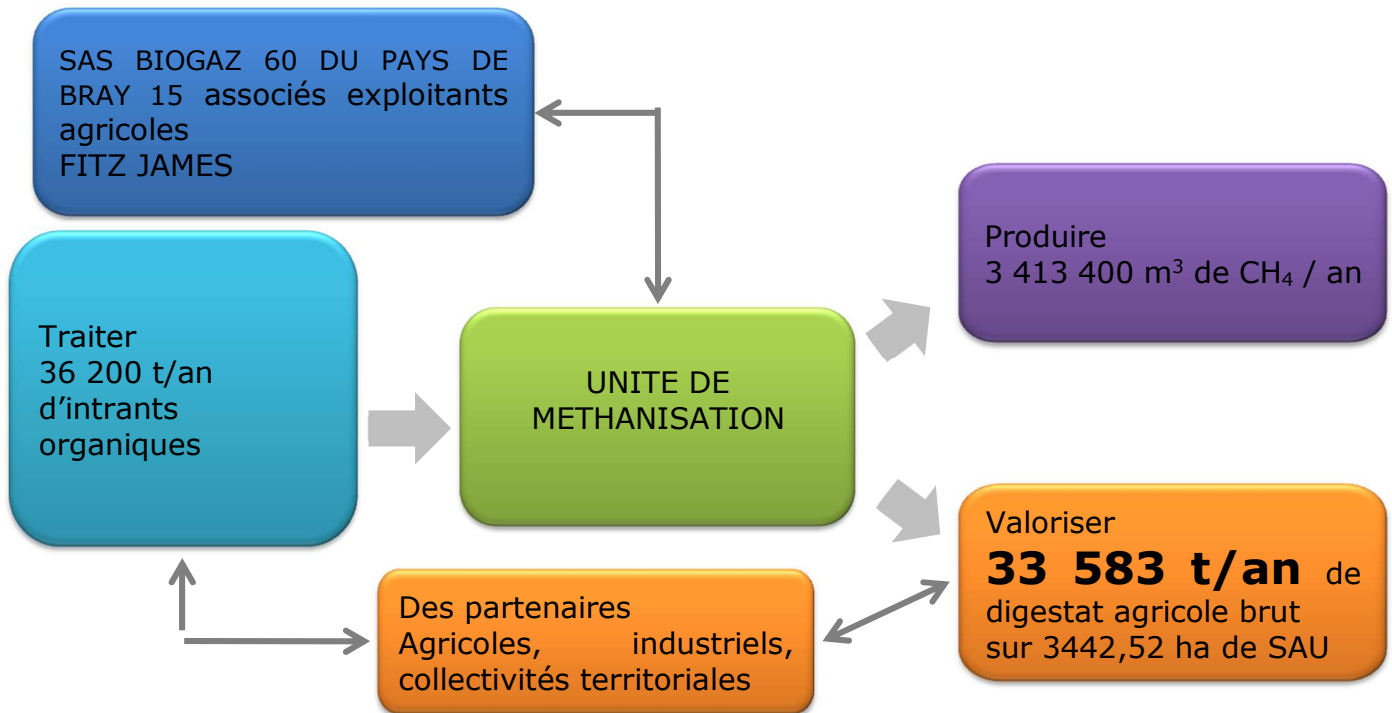 SAS BIOGAZ 60 DU PAYS DE
BRAY 15 associés exploitants
agricoles
FITZ JAMES
Traiter
36 200 t/an
d’intrants
organiques
UNITE DE
METHANISATION
Produire
3 413 400 m³ de CH₄ / an
Valoriser
33 583 t/an de
digestat agricole brut
sur 3442,52 ha de SAU
Des partenaires
Agricoles, industriels,
collectivités territoriales